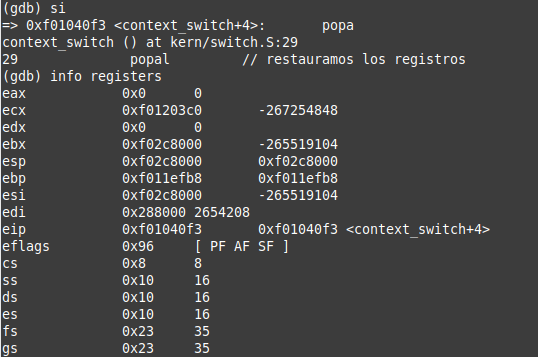 (gdb) si
=> 0xf01040f3 <context_switch+4>: popa
context_switch () at kern/switch.S:29
29 popal // restauramos los registros
(gdb) info registers
eax 0x0 0
ecx 0xf01203c0 -267254848
edx 0x0 0
ebx 0xf02c8000 -265519104
esp 0xf02c8000 0xf02c8000
ebp 0xf011efb8 0xf011efb8
esi 0xf02c8000 -265519104
edi 0x288000 2654208
eip 0xf01040f3 0xf01040f3 <context_switch+4>
eflags 0x96 [ PF AF SF ]
cs 0x8 8
ss 0x10 16
ds 0x10 16
es 0x10 16
fs 0x23 35
gs 0x23 35